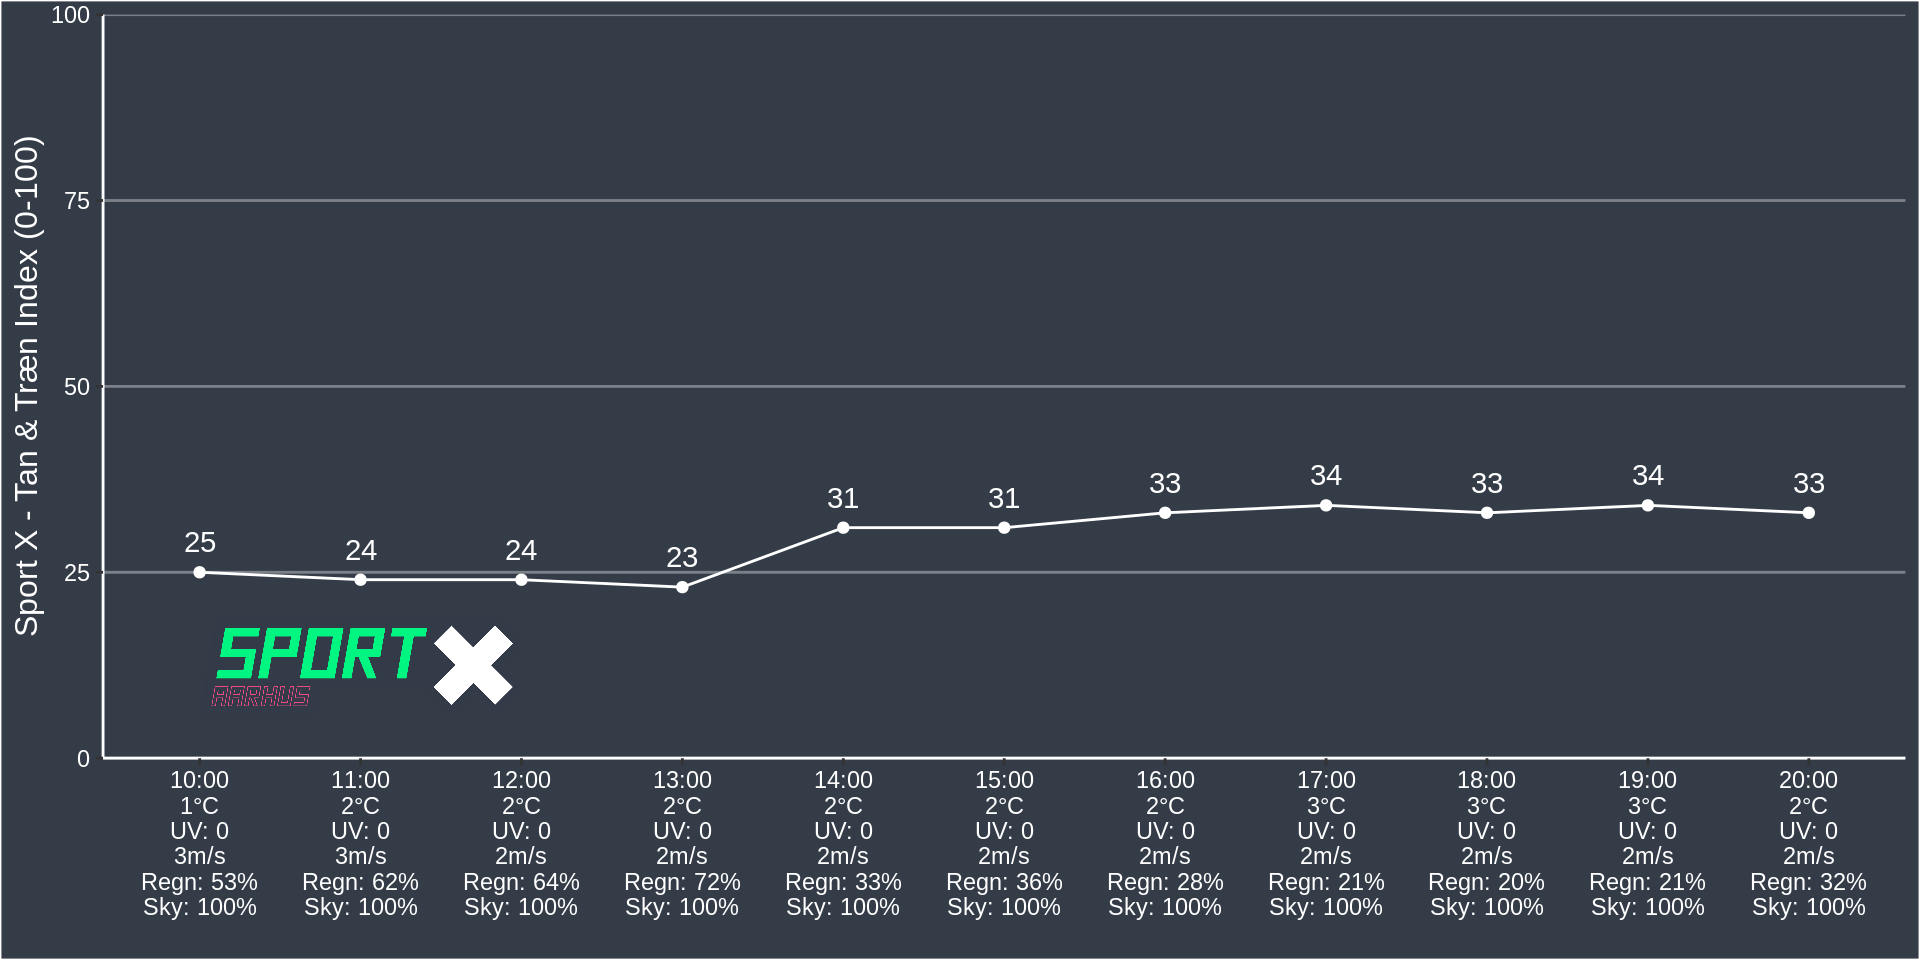 Sport X - Tan & Træn Index (0-100)
100
75
50
25
0
25 24 24 23 31 31 33 34 33 34 33
SPORT X
AARHUS
10:00 11:00 12:00 13:00 14:00 15:00 16:00 17:00 18:00 19:00 20:00
1°C 2°C 2°C 2°C 2°C 2°C 2°C 3°C 3°C 3°C 2°C
UV: 0 UV: 0 UV: 0 UV: 0 UV: 0 UV: 0 UV: 0 UV: 0 UV: 0 UV: 0 UV: 0
3m/s 3m/s 2m/s 2m/s 2m/s 2m/s 2m/s 2m/s 2m/s 2m/s 2m/s
Regn: 53% Regn: 62% Regn: 64% Regn: 72% Regn: 33% Regn: 36% Regn: 28% Regn: 21% Regn: 20% Regn: 21% Regn: 32%
Sky: 100% Sky: 100% Sky: 100% Sky: 100% Sky: 100% Sky: 100% Sky: 100% Sky: 100% Sky: 100% Sky: 100% Sky: 100%